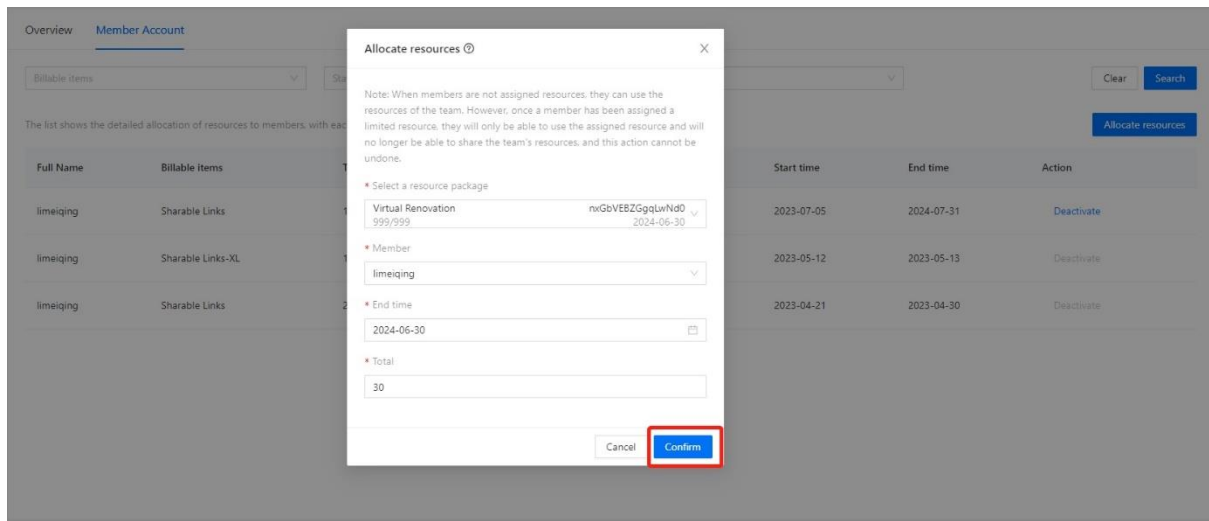 Overview Member Account
Allocate resources
Billable items
Clear Search
Note: When members are not assigned resources, they can use the
resources of the team. However, once a member has been assigned a
limited resource, they will only be able to use the assigned resource and will
no longer be able to share the team's resources, and this action cannot be
undone.
The list shows the detailed allocation of resources to members, with
Allocate resources
Full Name Billable items Start time End time Action
* Select a resource package
Virtual Renovation nxGbVEBZGgqLwNd0
999/999 2024-06-30
limeiqing Sharable Links 2023-07-05 2024-07-31 Deactivate
* Member
limeiqing
limeiqing Sharable Links-XL 2023-05-12 2023-05-13 Deactivate
* End time
2024-06-30
limeiqing Sharable Links 2023-04-21 2023-04-30 Deactivate
* Total
30
Cancel Confirm